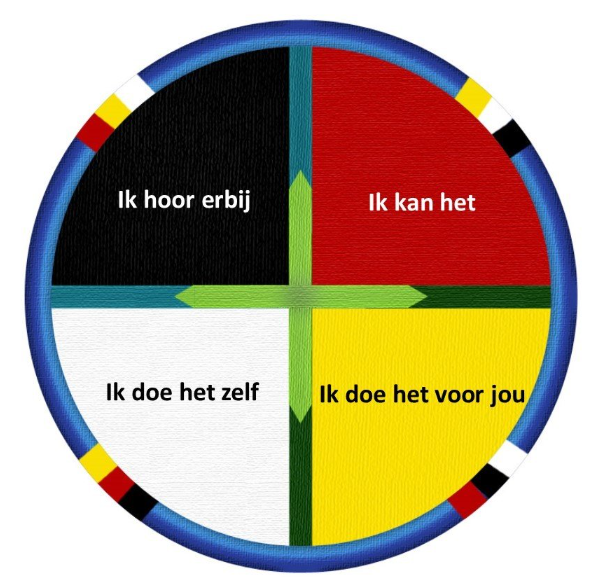 Ik hoor erbij
Ik kan het
Ik doe het zelf
Ik doe het voor jou